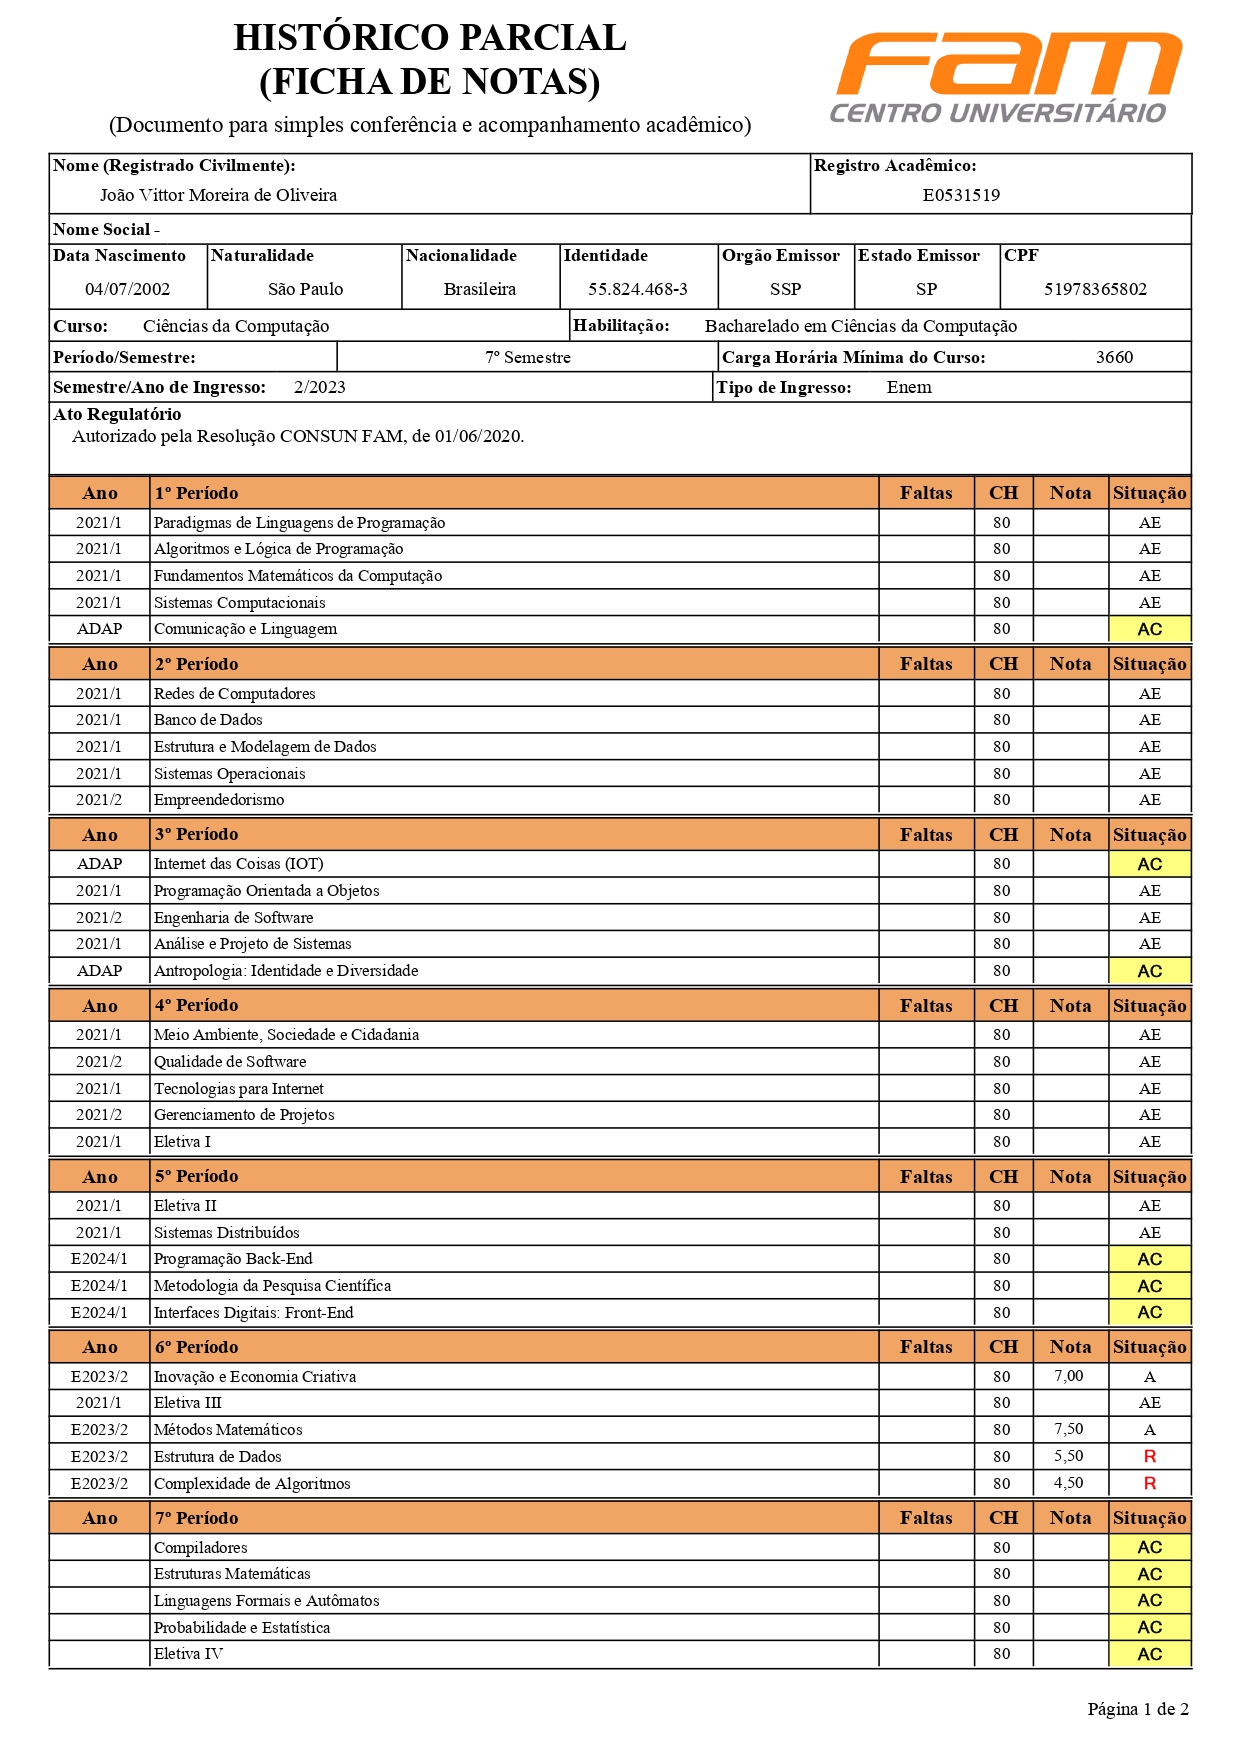 HISTÓRICO PARCIAL
(FICHA DE NOTAS)
(Documento para simples conferência e acompanhamento acadêmico)
Fam
CENTRO UNIVERSITÁRIO
Nome (Registrado Civilmente): Registro Acadêmico:
João Vittor Moreira de Oliveira E0531519
Nome Social -
Data Nascimento Naturalidade Nacionalidade Identidade Orgão Emissor Estado Emissor CPF
04/07/2002 São Paulo Brasileira 55.824.468-3 SSP SP 51978365802
Curso: Ciências da Computação Habilitação: Bacharelado em Ciências da Computação
Período/Semestre: 7º Semestre Carga Horária Mínima do Curso: 3660
Semestre/Ano de Ingresso: 2/2023 Tipo de Ingresso: Enem
Ato Regulatório
Autorizado pela Resolução CONSUN FAM, de 01/06/2020.
Ano 1º Período Faltas CH Nota Situação
2021/1 Paradigmas de Linguagens de Programação 80 AE
2021/1 Algoritmos e Lógica de Programação 80 AE
2021/1 Fundamentos Matemáticos da Computação 80 AE
2021/1 Sistemas Computacionais 80 AE
ADAP Comunicação e Linguagem 80 AC
Ano 2º Período Faltas CH Nota Situação
2021/1 Redes de Computadores 80 AE
2021/1 Banco de Dados 80 AE
2021/1 Estrutura e Modelagem de Dados 80 AE
2021/1 Sistemas Operacionais 80 AE
2021/2 Empreendedorismo 80 AE
Ano 3º Período Faltas CH Nota Situação
ADAP Internet das Coisas (IOT) 80 AC
2021/1 Programação Orientada a Objetos 80 AE
2021/2 Engenharia de Software 80 AE
2021/1 Análise e Projeto de Sistemas 80 AE
ADAP Antropologia: Identidade e Diversidade 80 AC
Ano 4º Período Faltas CH Nota Situação
2021/1 Meio Ambiente, Sociedade e Cidadania 80 AE
2021/2 Qualidade de Software 80 AE
2021/1 Tecnologias para Internet 80 AE
2021/2 Gerenciamento de Projetos 80 AE
2021/1 Eletiva I 80 AE
Ano 5º Período Faltas CH Nota Situação
2021/1 Eletiva II 80 AE
2021/1 Sistemas Distribuídos 80 AE
E2024/1 Programação Back-End 80 AC
E2024/1 Metodologia da Pesquisa Científica 80 AC
E2024/1 Interfaces Digitais: Front-End 80 AC
Ano 6º Período Faltas CH Nota Situação
E2023/2 Inovação e Economia Criativa 80 7,00 A
2021/1 Eletiva III 80 AE
E2023/2 Métodos Matemáticos 80 7,50 A
E2023/2 Estrutura de Dados 80 5,50 R
E2023/2 Complexidade de Algoritmos 80 4,50 R
Ano 7º Período Faltas CH Nota Situação
Compiladores 80 AC
Estruturas Matemáticas 80 AC
Linguagens Formais e Autômatos 80 AC
Probabilidade e Estatística 80 AC
Eletiva IV 80 AC
Página 1 de 2